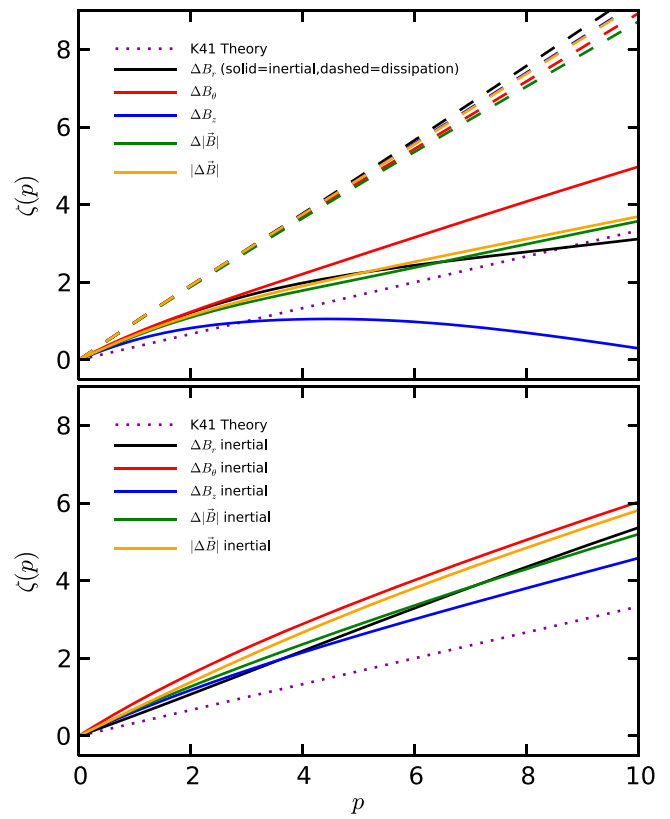 8
6
4
2
0
ζ(p)
K41 Theory
ΔB_r (solid=inertial,dashed=dissipation)
ΔB_θ
ΔB_z
Δ|B⃗|
|ΔB⃗|
8
6
4
2
0
ζ(p)
K41 Theory
ΔB_r inertial
ΔB_θ inertial
ΔB_z inertial
Δ|B⃗| inertial
|ΔB⃗| inertial
0 2 4 6 8 10
p